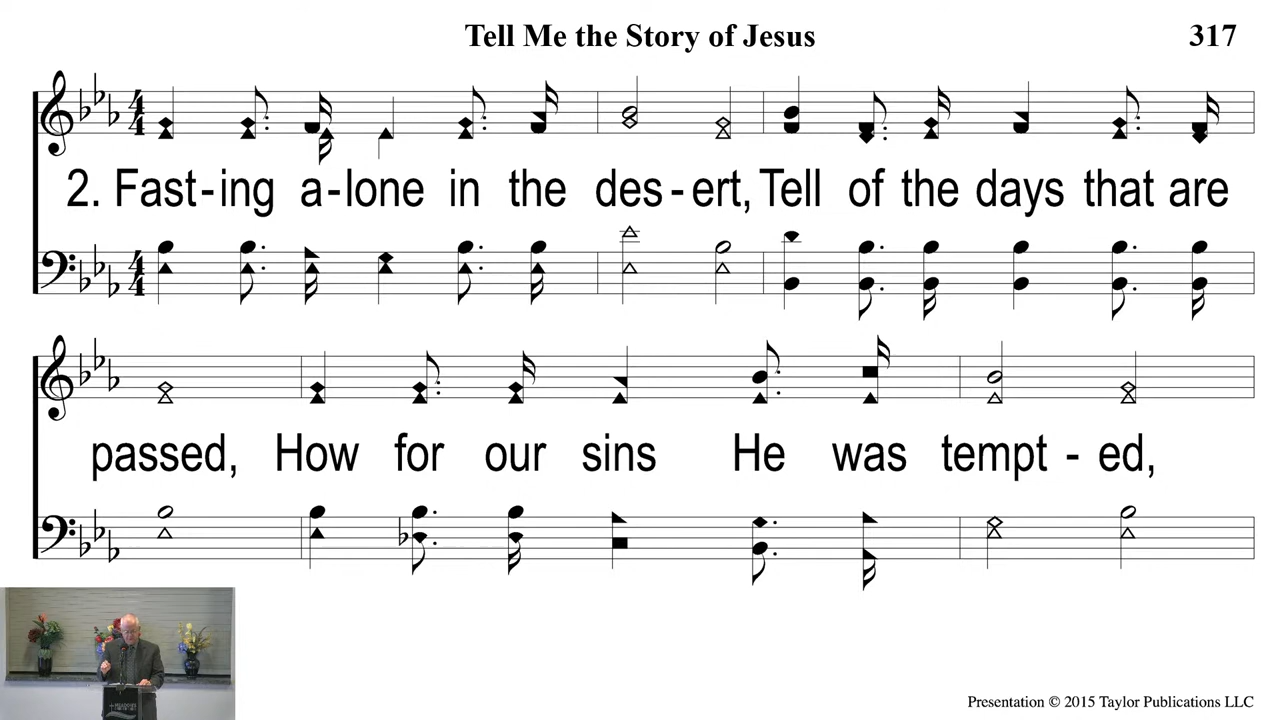 Tell Me the Story of Jesus 317
2. Fast-ing a-lone in the des-ert, Tell of the days that are
passed, How for our sins He was tempt-ed,
Presentation © 2015 Taylor Publications LLC